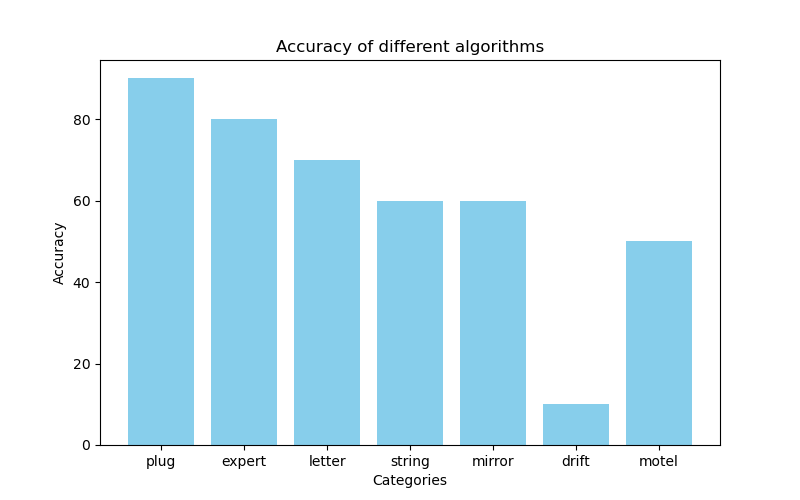 Accuracy of different algorithms
Accuracy
80
60
40
20
0
plug expert letter string mirror drift motel
Categories